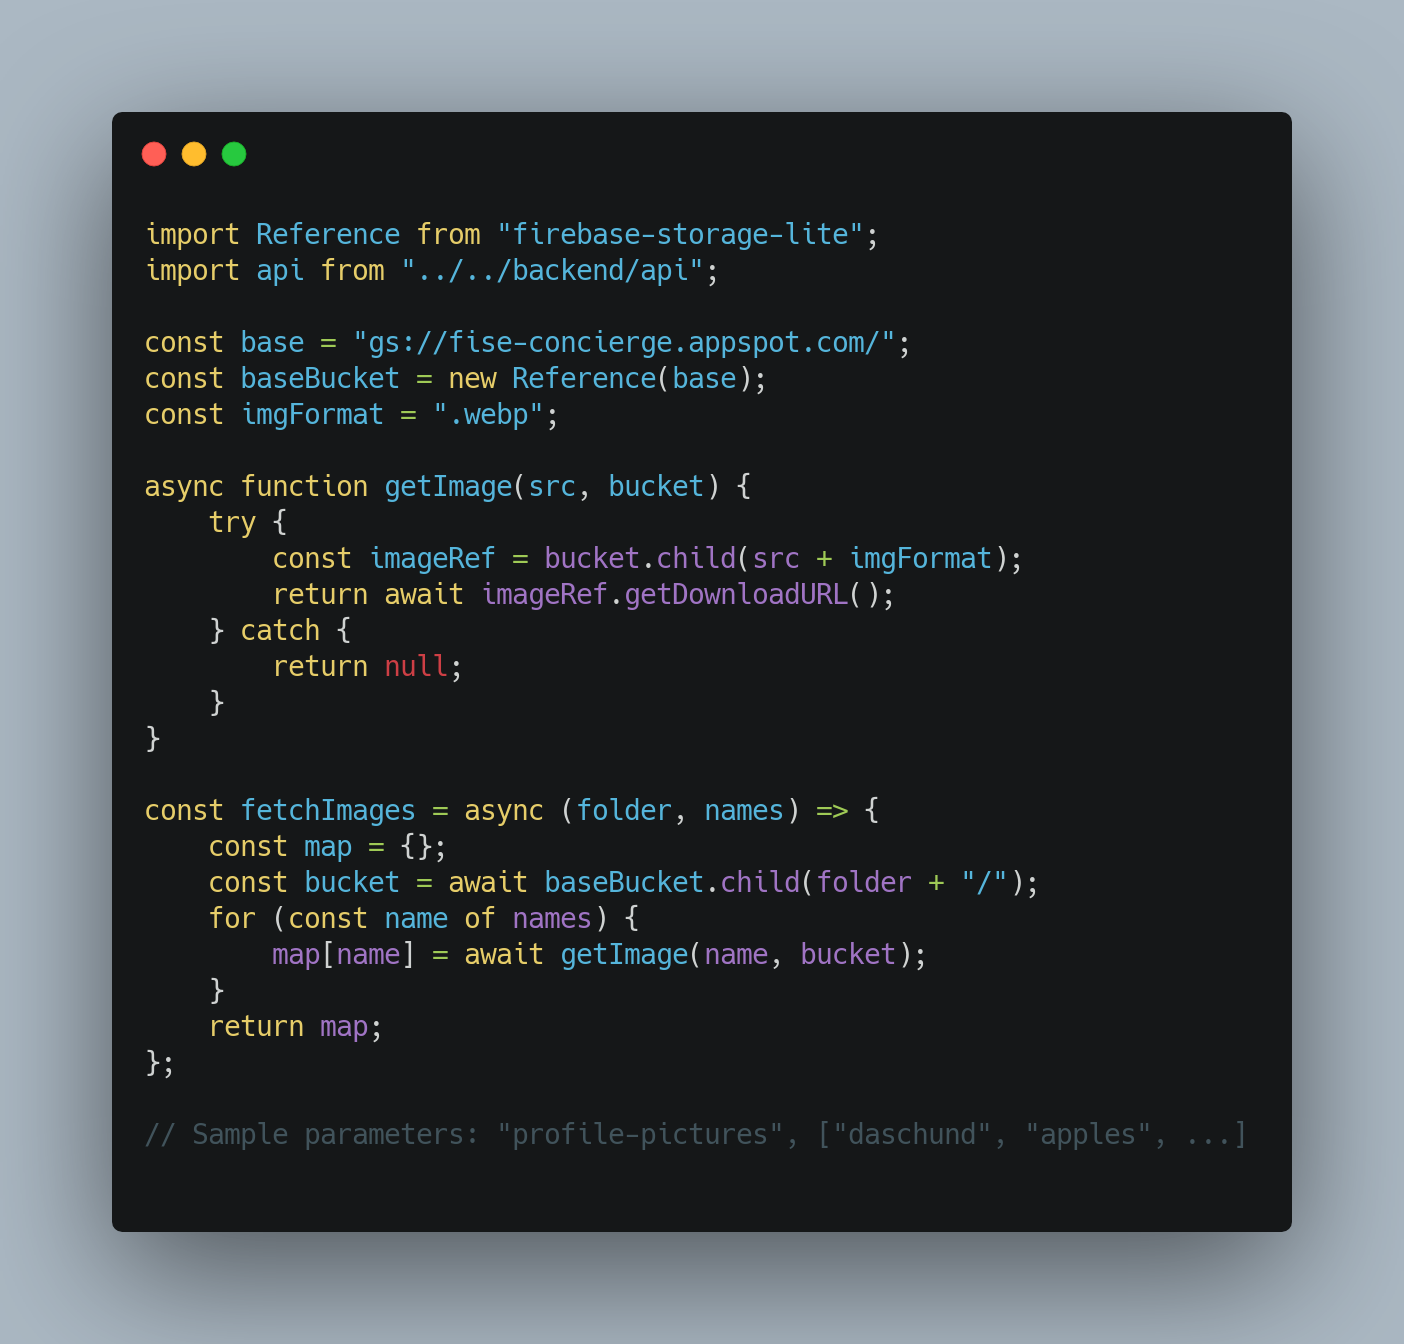 import Reference from "firebase-storage-lite";
import api from "../../backend/api";

const base = "gs://fise-concierge.appspot.com/";
const baseBucket = new Reference(base);
const imgFormat = ".webp";

async function getImage(src, bucket) {
    try {
        const imageRef = bucket.child(src + imgFormat);
        return await imageRef.getDownloadURL();
    } catch {
        return null;
    }
}

const fetchImages = async (folder, names) => {
    const map = {};
    const bucket = await baseBucket.child(folder + "/");
    for (const name of names) {
        map[name] = await getImage(name, bucket);
    }
    return map;
};

// Sample parameters: "profile-pictures", ["daschund", "apples", ...]